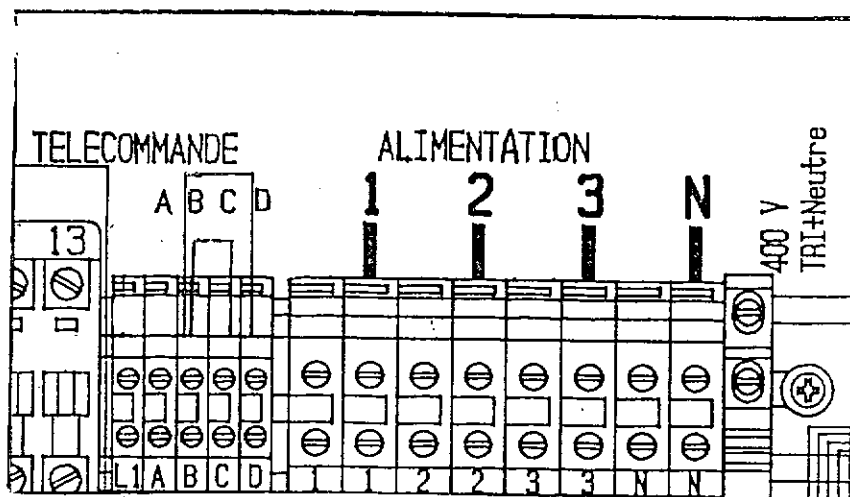 TELECOMMANDE
ALIMENTATION
A B C D
1 2 3 N
400 V
TRI+Neutre
13
L1 A B C D
1 1 2 2 3 3 N N